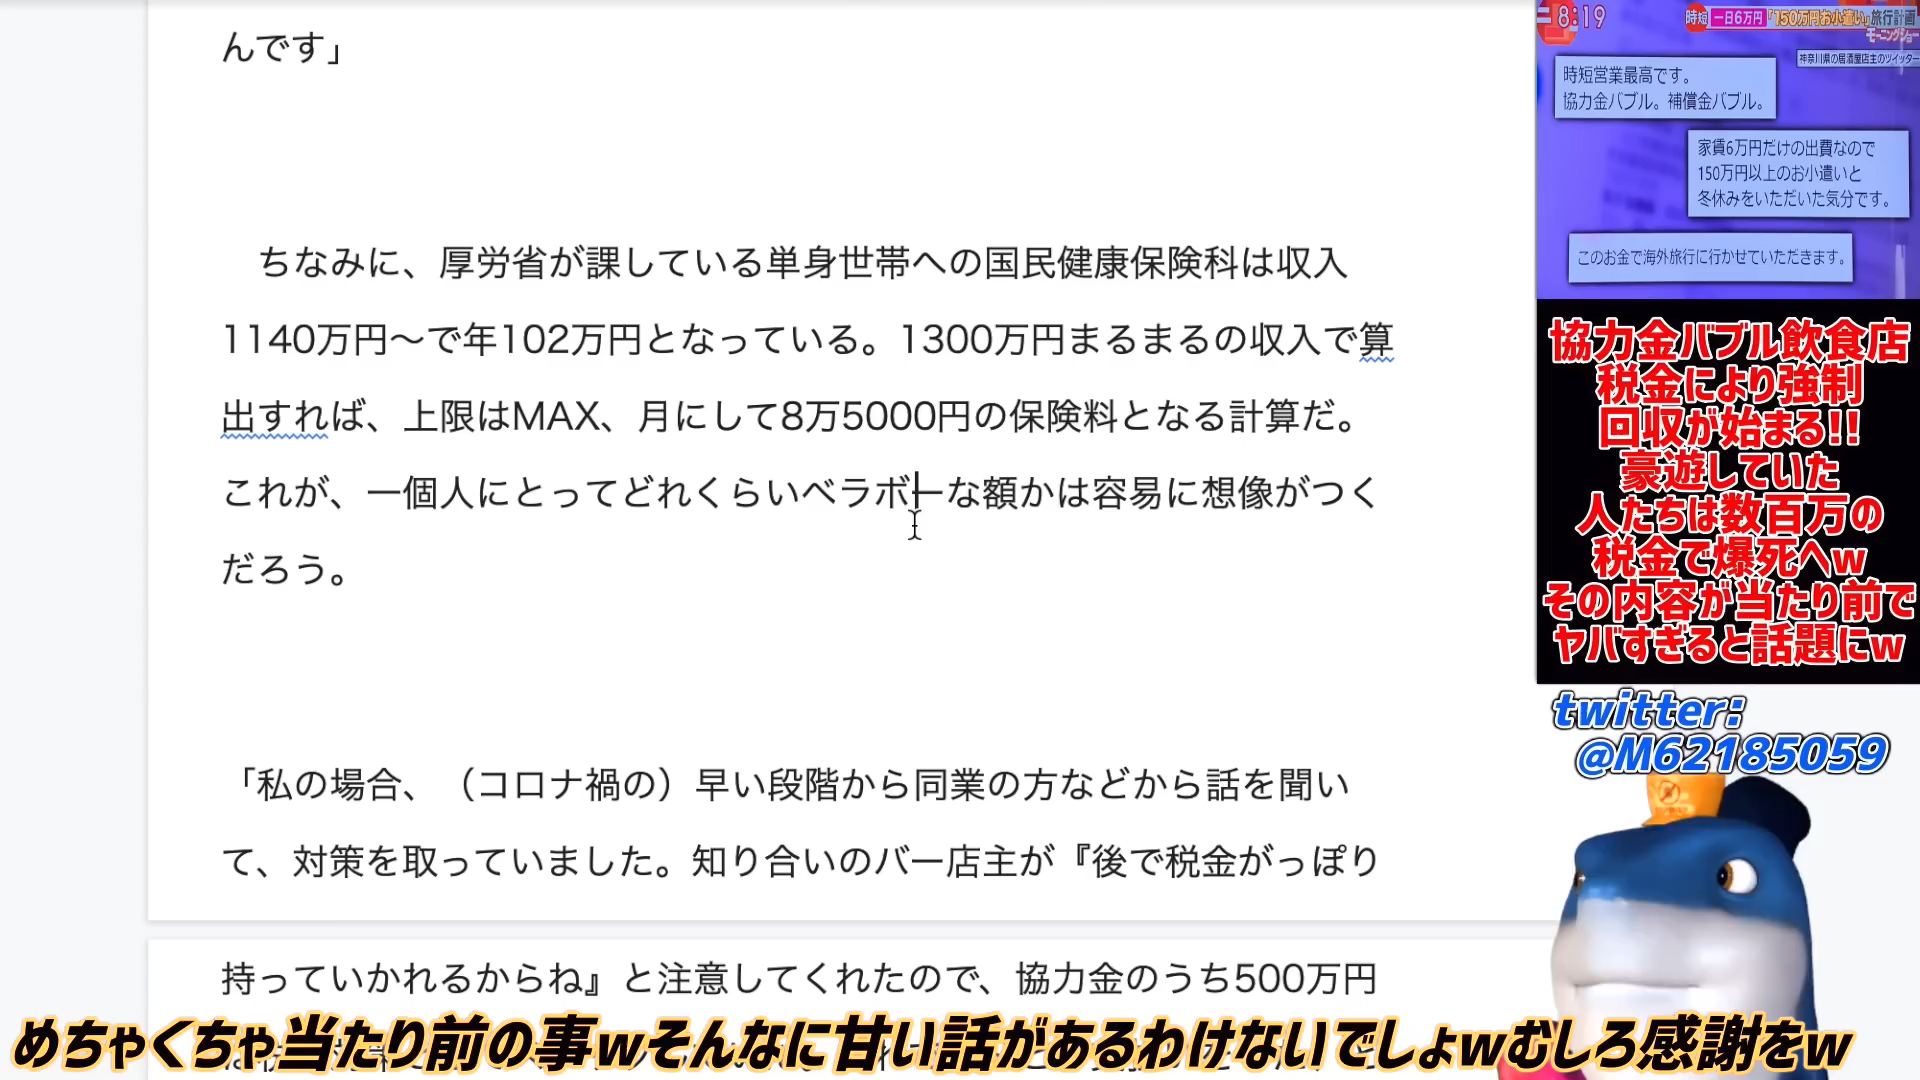 んです」
ちなみに、厚労省が課している単身世帯への国民健康保険科は収入
1140万円〜で年102万円となっている。1300万円まるまるの収入で算
出すれば、上限はMAX、月にして8万5000円の保険料となる計算だ。
これが、一個人にとってどれくらいベラボーな額かは容易に想像がつく
だろう。
「私の場合、（コロナ禍の）早い段階から同業の方などから話を聞い
て、対策を取っていました。知り合いのバー店主が『後で税金がっぽり
持っていかれるからね』と注意してくれたので、協力金のうち500万円
8:19
時短 一日6万円「150万円お小遣い」旅行計画
モーニングショー
神奈川県の居酒屋店主のツイッター
時短営業最高です。
協力金バブル。補償金バブル。
家賃6万円だけの出費なので
150万円以上のお小遣いと
冬休みをいただいた気分です。
このお金で海外旅行に行かせていただきます。
協力金バブル飲食店
税金により強制
回収が始まる!!
豪遊していた
人たちは数百万の
税金で爆死へw
その内容が当たり前で
ヤバすぎると話題にw
twitter:
@M62185059
めちゃくちゃ当たり前の事wそんなに甘い話があるわけないでしょwむしろ感謝をw